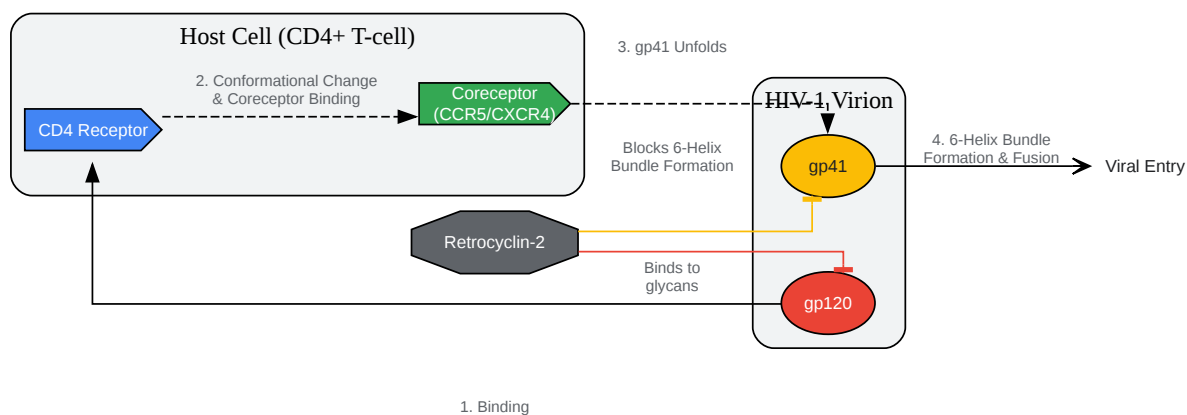 Host Cell (CD4+ T-cell)
3. gp41 Unfolds
2. Conformational Change
& Coreceptor Binding
Coreceptor
(CCR5/CXCR4)
CD4 Receptor
HIV-1 Virion
Blocks 6-Helix
Bundle Formation
gp41
4. 6-Helix Bundle
Formation & Fusion
Viral Entry
Retrocyclin-2
Binds to
glycans
gp120
1. Binding